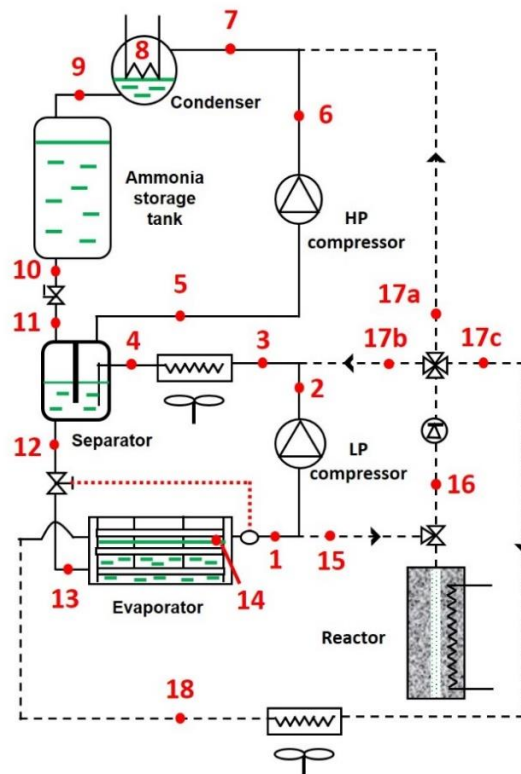 7
8
9
Condenser
6
Ammonia
storage
tank
HP
compressor
10
5
17a
11
4
3
17b
17c
2
Separator
12
LP
compressor
16
1
15
13
Evaporator
14
Reactor
18